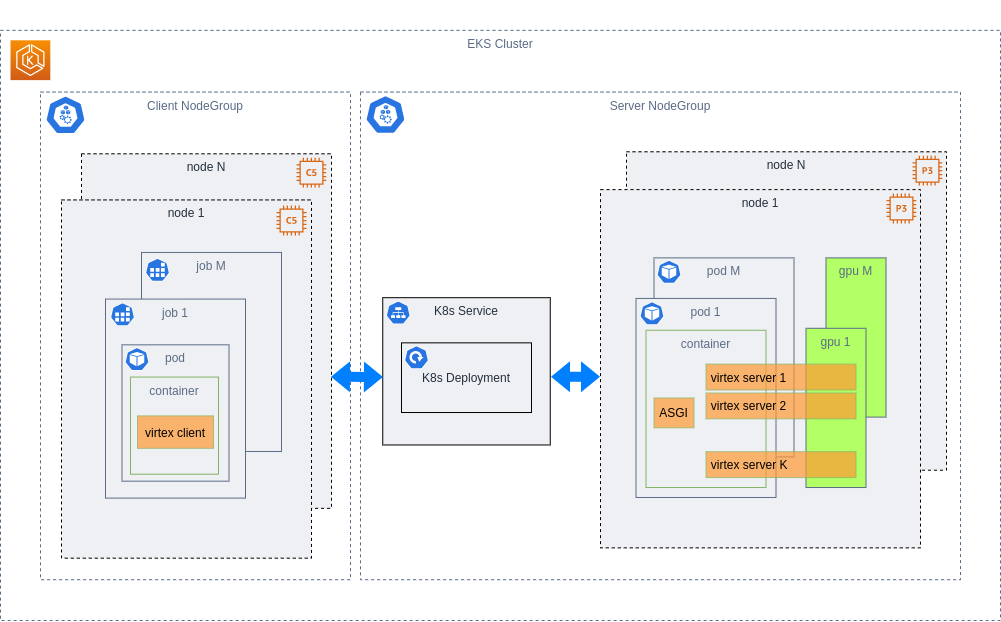 EKS Cluster
K
Client NodeGroup
Server NodeGroup
node N
C5
node 1
C5
job M
job 1
pod
container
virtex client
K8s Service
K8s Deployment
node N
P3
node 1
P3
pod M
pod 1
container
ASGI
gpu M
gpu 1
virtex server 1
virtex server 2
virtex server K